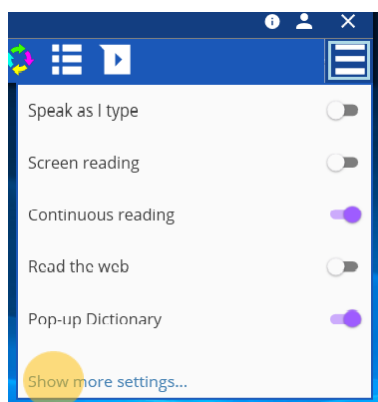 Speak as I type
Screen reading
Continuous reading
Read the web
Pop-up Dictionary
Show more settings...